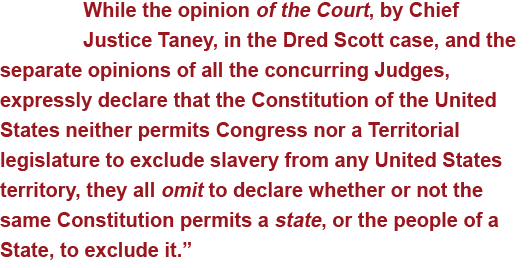 While the opinion of the Court, by Chief
Justice Taney, in the Dred Scott case, and the
separate opinions of all the concurring Judges,
expressly declare that the Constitution of the United
States neither permits Congress nor a Territorial
legislature to exclude slavery from any United States
territory, they all omit to declare whether or not the
same Constitution permits a state, or the people of a
State, to exclude it.”